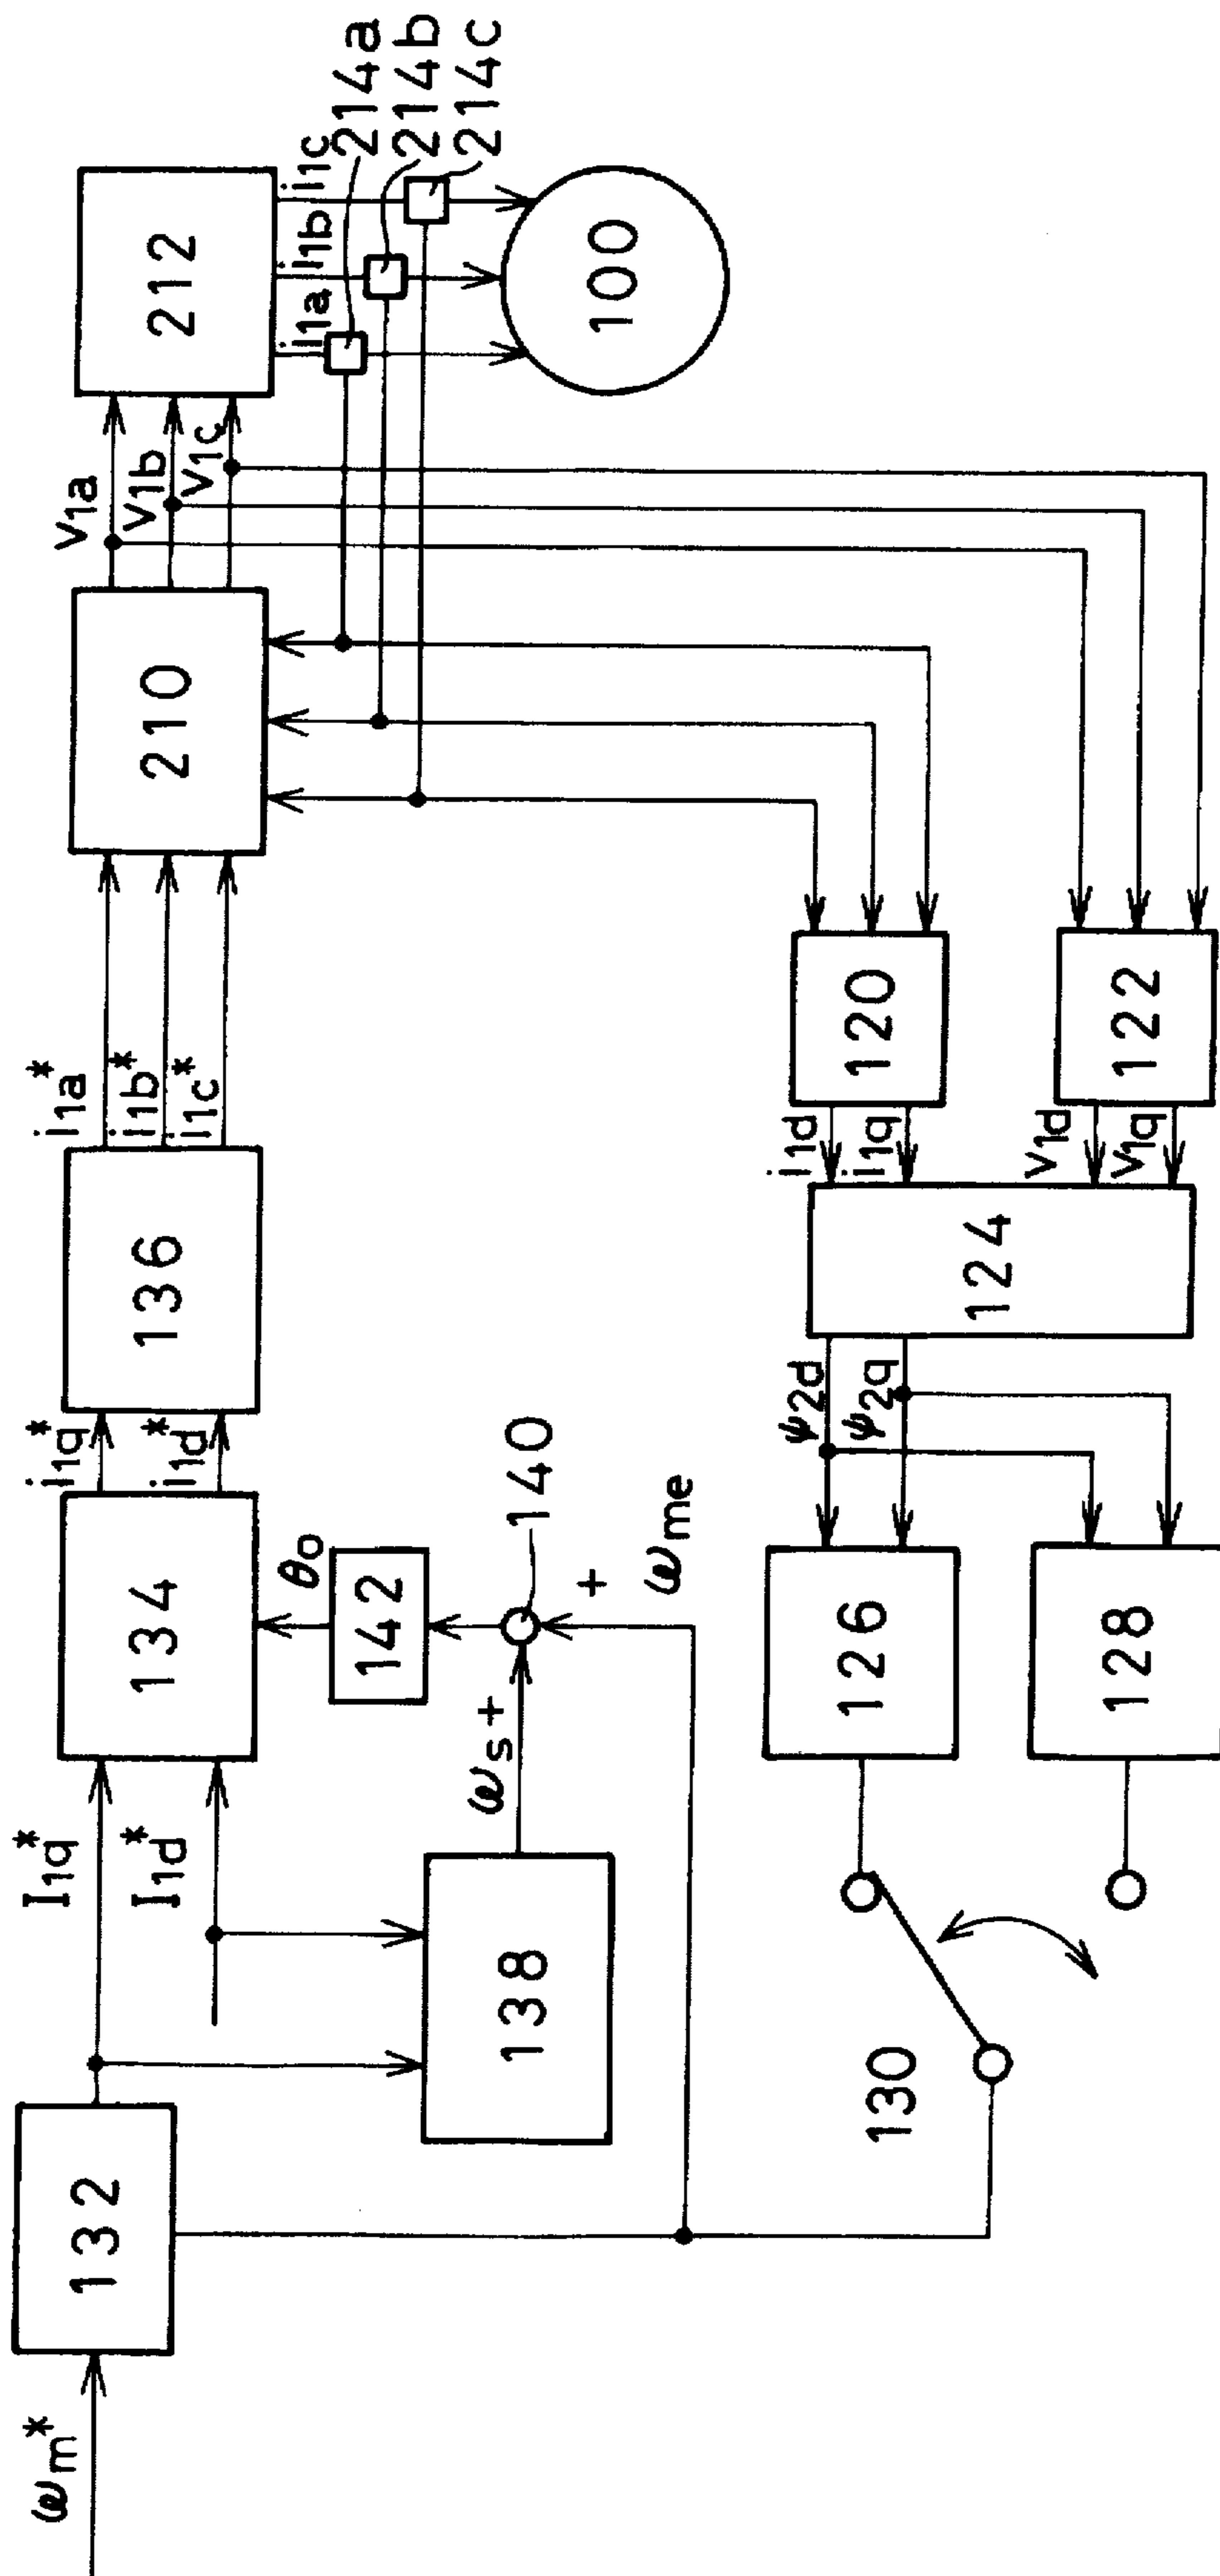 ωm*
132
I1q*
I1d*
138
ωs +
134
θo
142
140
+
ωme
i1q*
i1d*
136
i1a*
i1b*
i1c*
210
v1a
v1b
v1c
212
i1a
i1b
i1c
214a
214b
214c
100
130
126
128
ψ2d
ψ2q
124
i1d
i1q
v1d
v1q
120
122